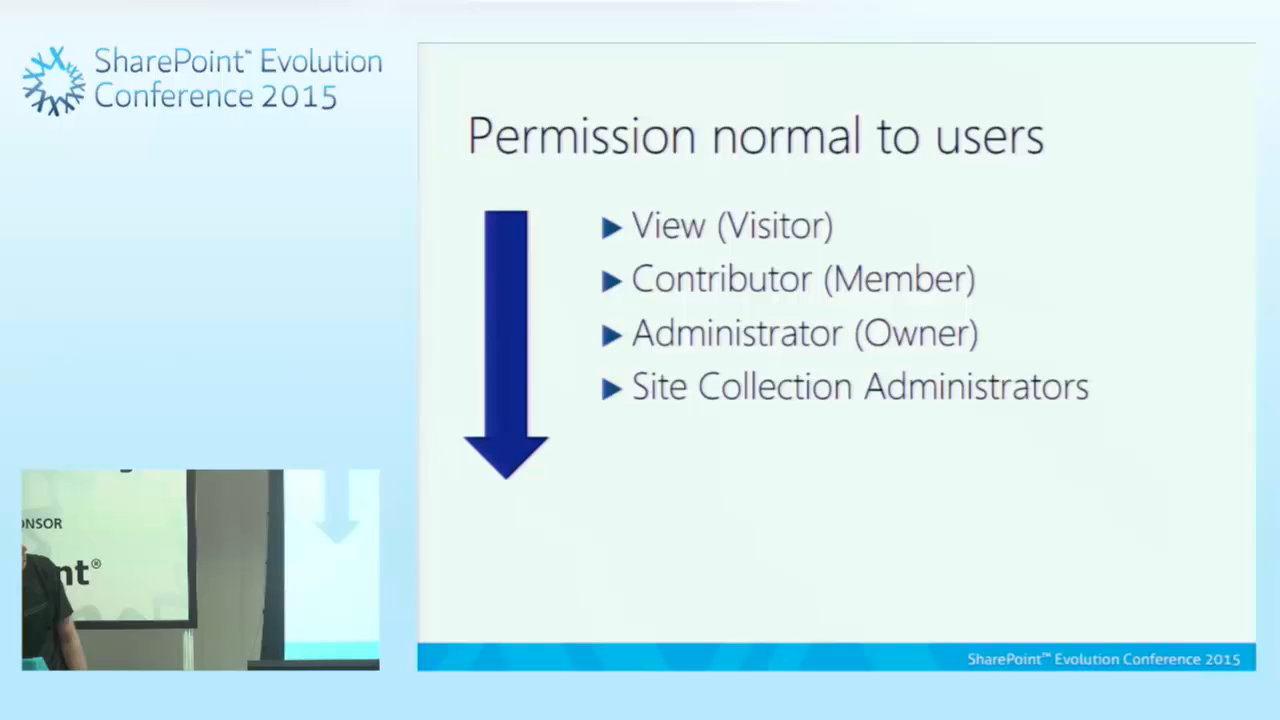 SharePoint™ Evolution
Conference 2015
Permission normal to users
View (Visitor)
Contributor (Member)
Administrator (Owner)
Site Collection Administrators
ONSOR
nt®
SharePoint™ Evolution Conference 2015